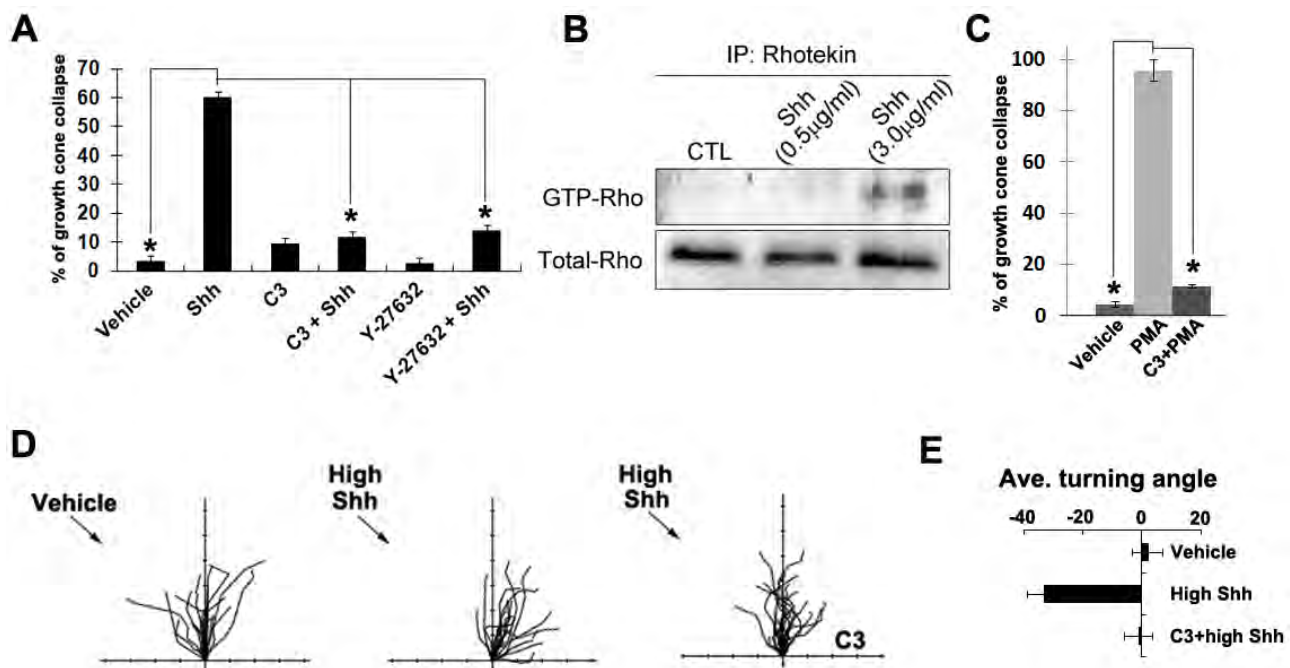 A
% of growth cone collapse
70
60
50
40
30
20
10
0
*
*
*
Vehicle
Shh
C3
C3 + Shh
Y-27632
Y-27632 + Shh
B
IP: Rhotekin
CTL
Shh
(0.5μg/ml)
Shh
(3.0μg/ml)
GTP-Rho
Total-Rho
C
% of growth cone collapse
100
80
60
40
20
0
*
*
Vehicle
PMA
C3+PMA
D
Vehicle
High
Shh
High
Shh
C3
E
Ave. turning angle
-40 -20 0 20
Vehicle
High Shh
C3+high Shh